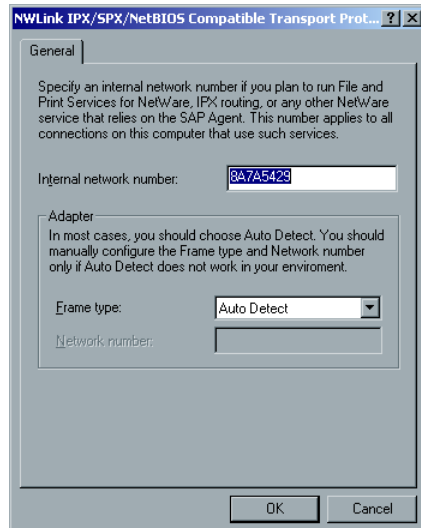 NWLink IPX/SPX/NetBIOS Compatible Transport Prot...
General
Specify an internal network number if you plan to run File and
Print Services for NetWare, IPX routing, or any other NetWare
service that relies on the SAP Agent. This number applies to all
connections on this computer that use such services.
Internal network number: 8A7A5429
Adapter
In most cases, you should choose Auto Detect. You should
manually configure the Frame type and Network number
only if Auto Detect does not work in your enviroment.
Frame type: Auto Detect
Network number:
OK Cancel